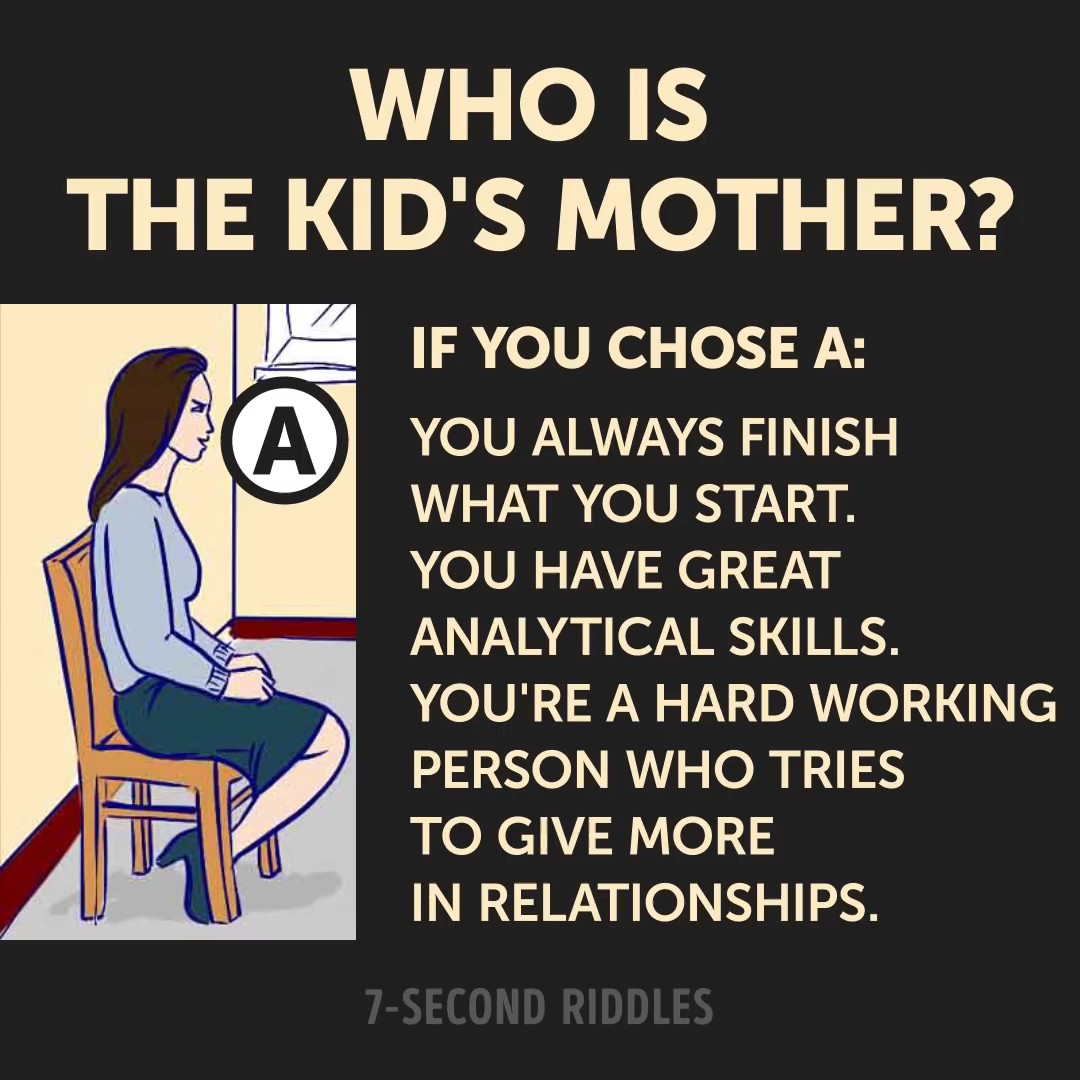 WHO IS
THE KID'S MOTHER?
A
IF YOU CHOSE A:
YOU ALWAYS FINISH
WHAT YOU START.
YOU HAVE GREAT
ANALYTICAL SKILLS.
YOU'RE A HARD WORKING
PERSON WHO TRIES
TO GIVE MORE
IN RELATIONSHIPS.
7-SECOND RIDDLES